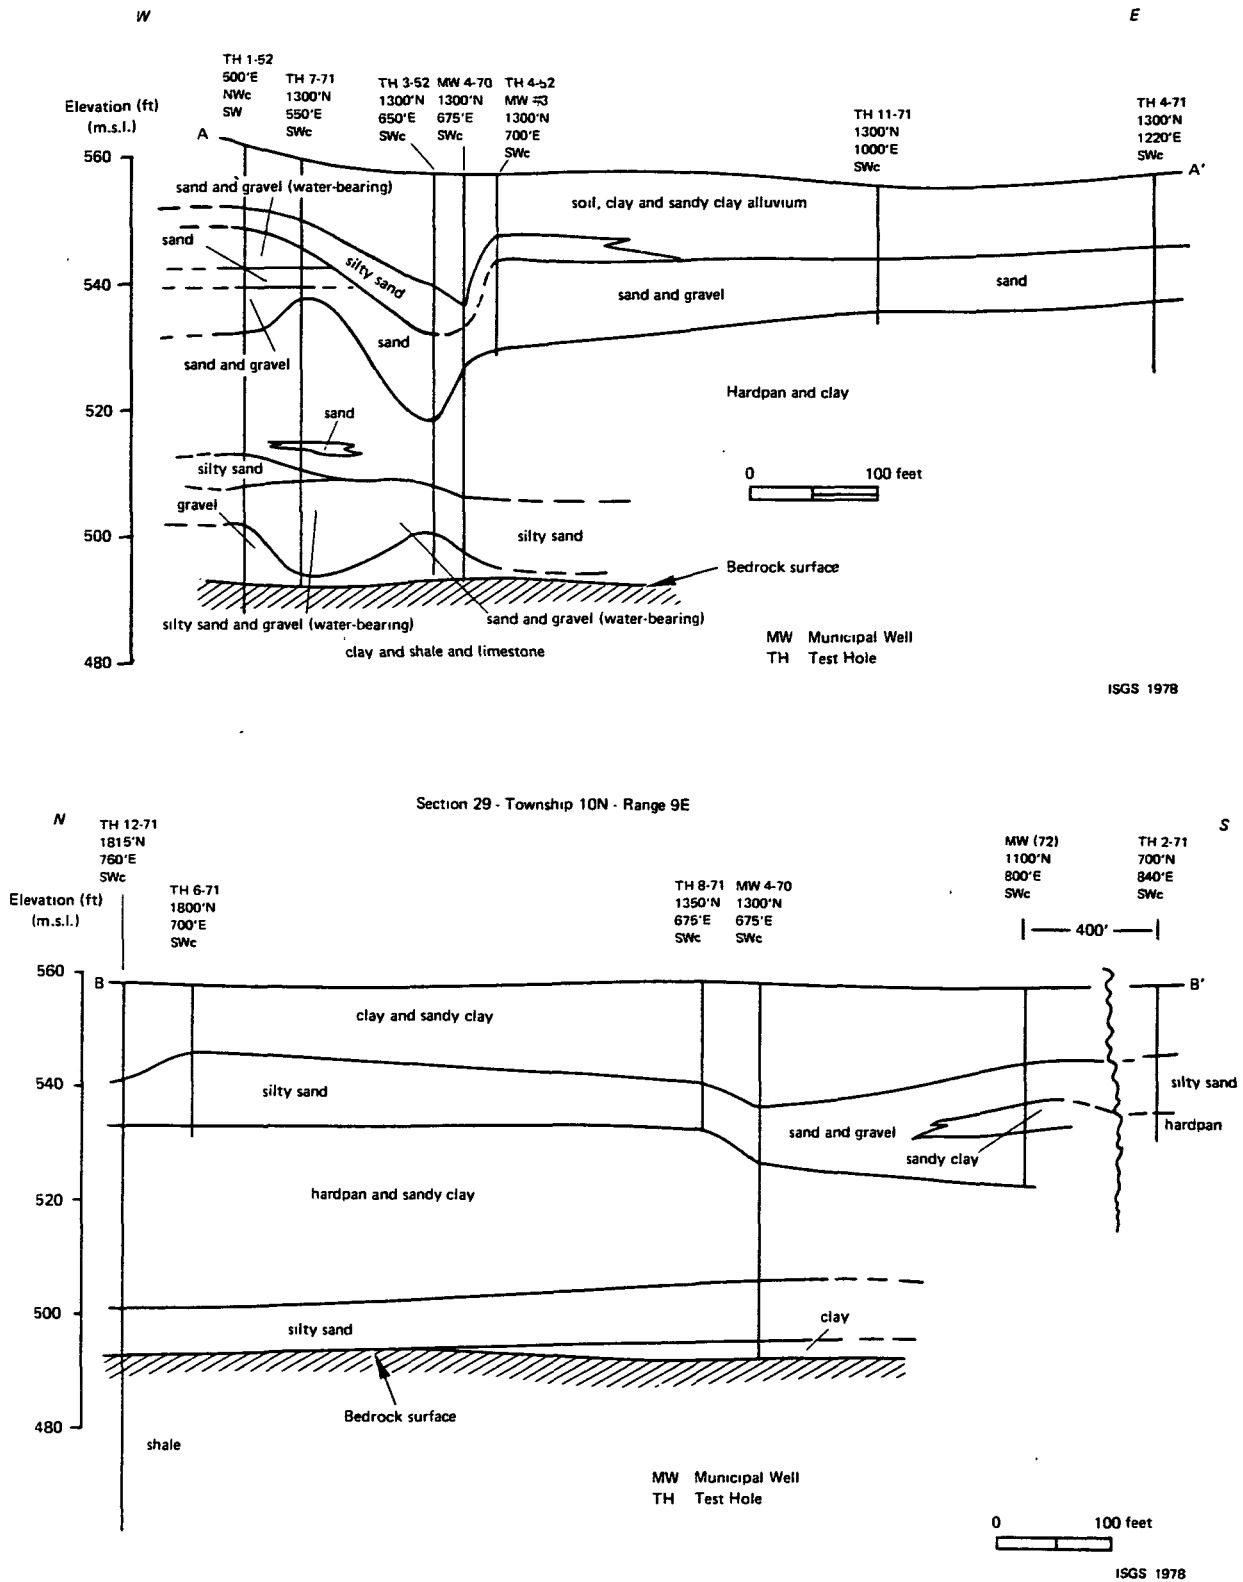 W
E
TH 1-52
500'E
NWc
SW
TH 7-71
1300'N
550'E
SWc
TH 3-52
1300'N
650'E
SWc
MW 4-70
1300'N
675'E
SWc
TH 4-52
MW #3
1300'N
700'E
SWc
TH 11-71
1300'N
1000'E
SWc
TH 4-71
1300'N
1220'E
SWc
Elevation (ft)
(m.s.l.)
A
A'
560
540
520
500
480
sand and gravel (water-bearing)
soil, clay and sandy clay alluvium
sand
silty sand
sand and gravel
sand
sand
sand and gravel
Hardpan and clay
sand
0 100 feet
silty sand
gravel
silty sand
Bedrock surface
silty sand and gravel (water-bearing)
sand and gravel (water-bearing)
clay and shale and limestone
MW Municipal Well
TH Test Hole
ISGS 1978
Section 29 - Township 10N - Range 9E
N
S
TH 12-71
1815'N
760'E
SWc
TH 6-71
1800'N
700'E
SWc
TH 8-71
1350'N
675'E
SWc
MW 4-70
1300'N
675'E
SWc
MW (72)
1100'N
800'E
SWc
TH 2-71
700'N
840'E
SWc
400'
Elevation (ft)
(m.s.l.)
560
540
520
500
480
B
B'
clay and sandy clay
silty sand
silty sand
sand and gravel
hardpan
sandy clay
hardpan and sandy clay
silty sand
clay
Bedrock surface
shale
MW Municipal Well
TH Test Hole
0 100 feet
ISGS 1978